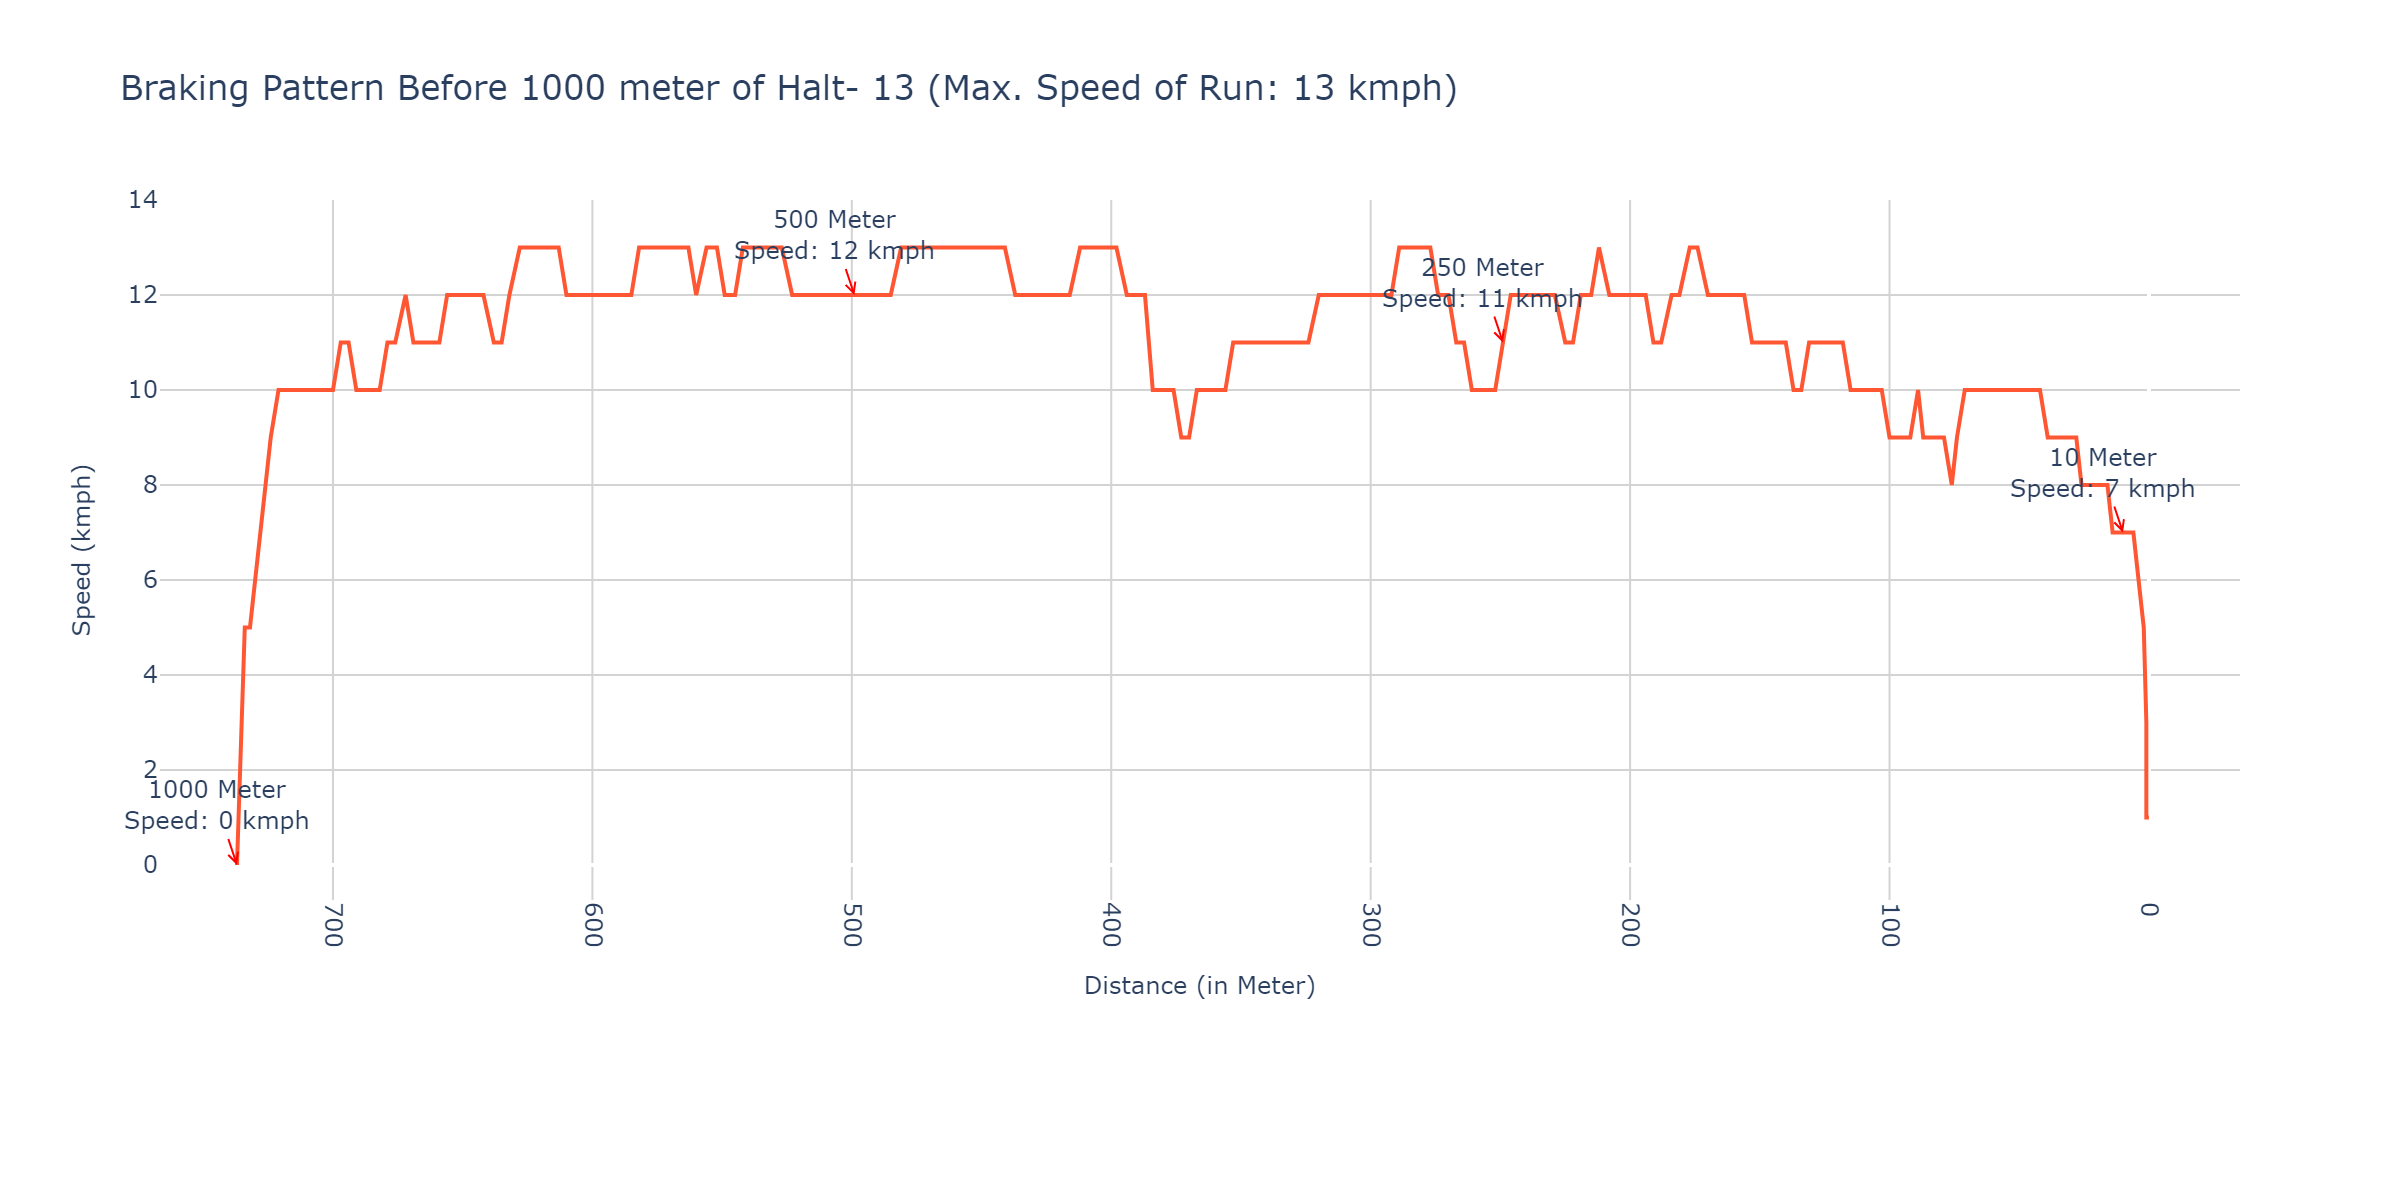 Braking Pattern Before 1000 meter of Halt- 13 (Max. Speed of Run: 13 kmph)
14
12
10
8
6
4
2
0
Speed (kmph)
500 Meter
Speed: 12 kmph
250 Meter
Speed: 11 kmph
10 Meter
Speed: 7 kmph
1000 Meter
Speed: 0 kmph
700
600
500
400
300
200
100
0
Distance (in Meter)